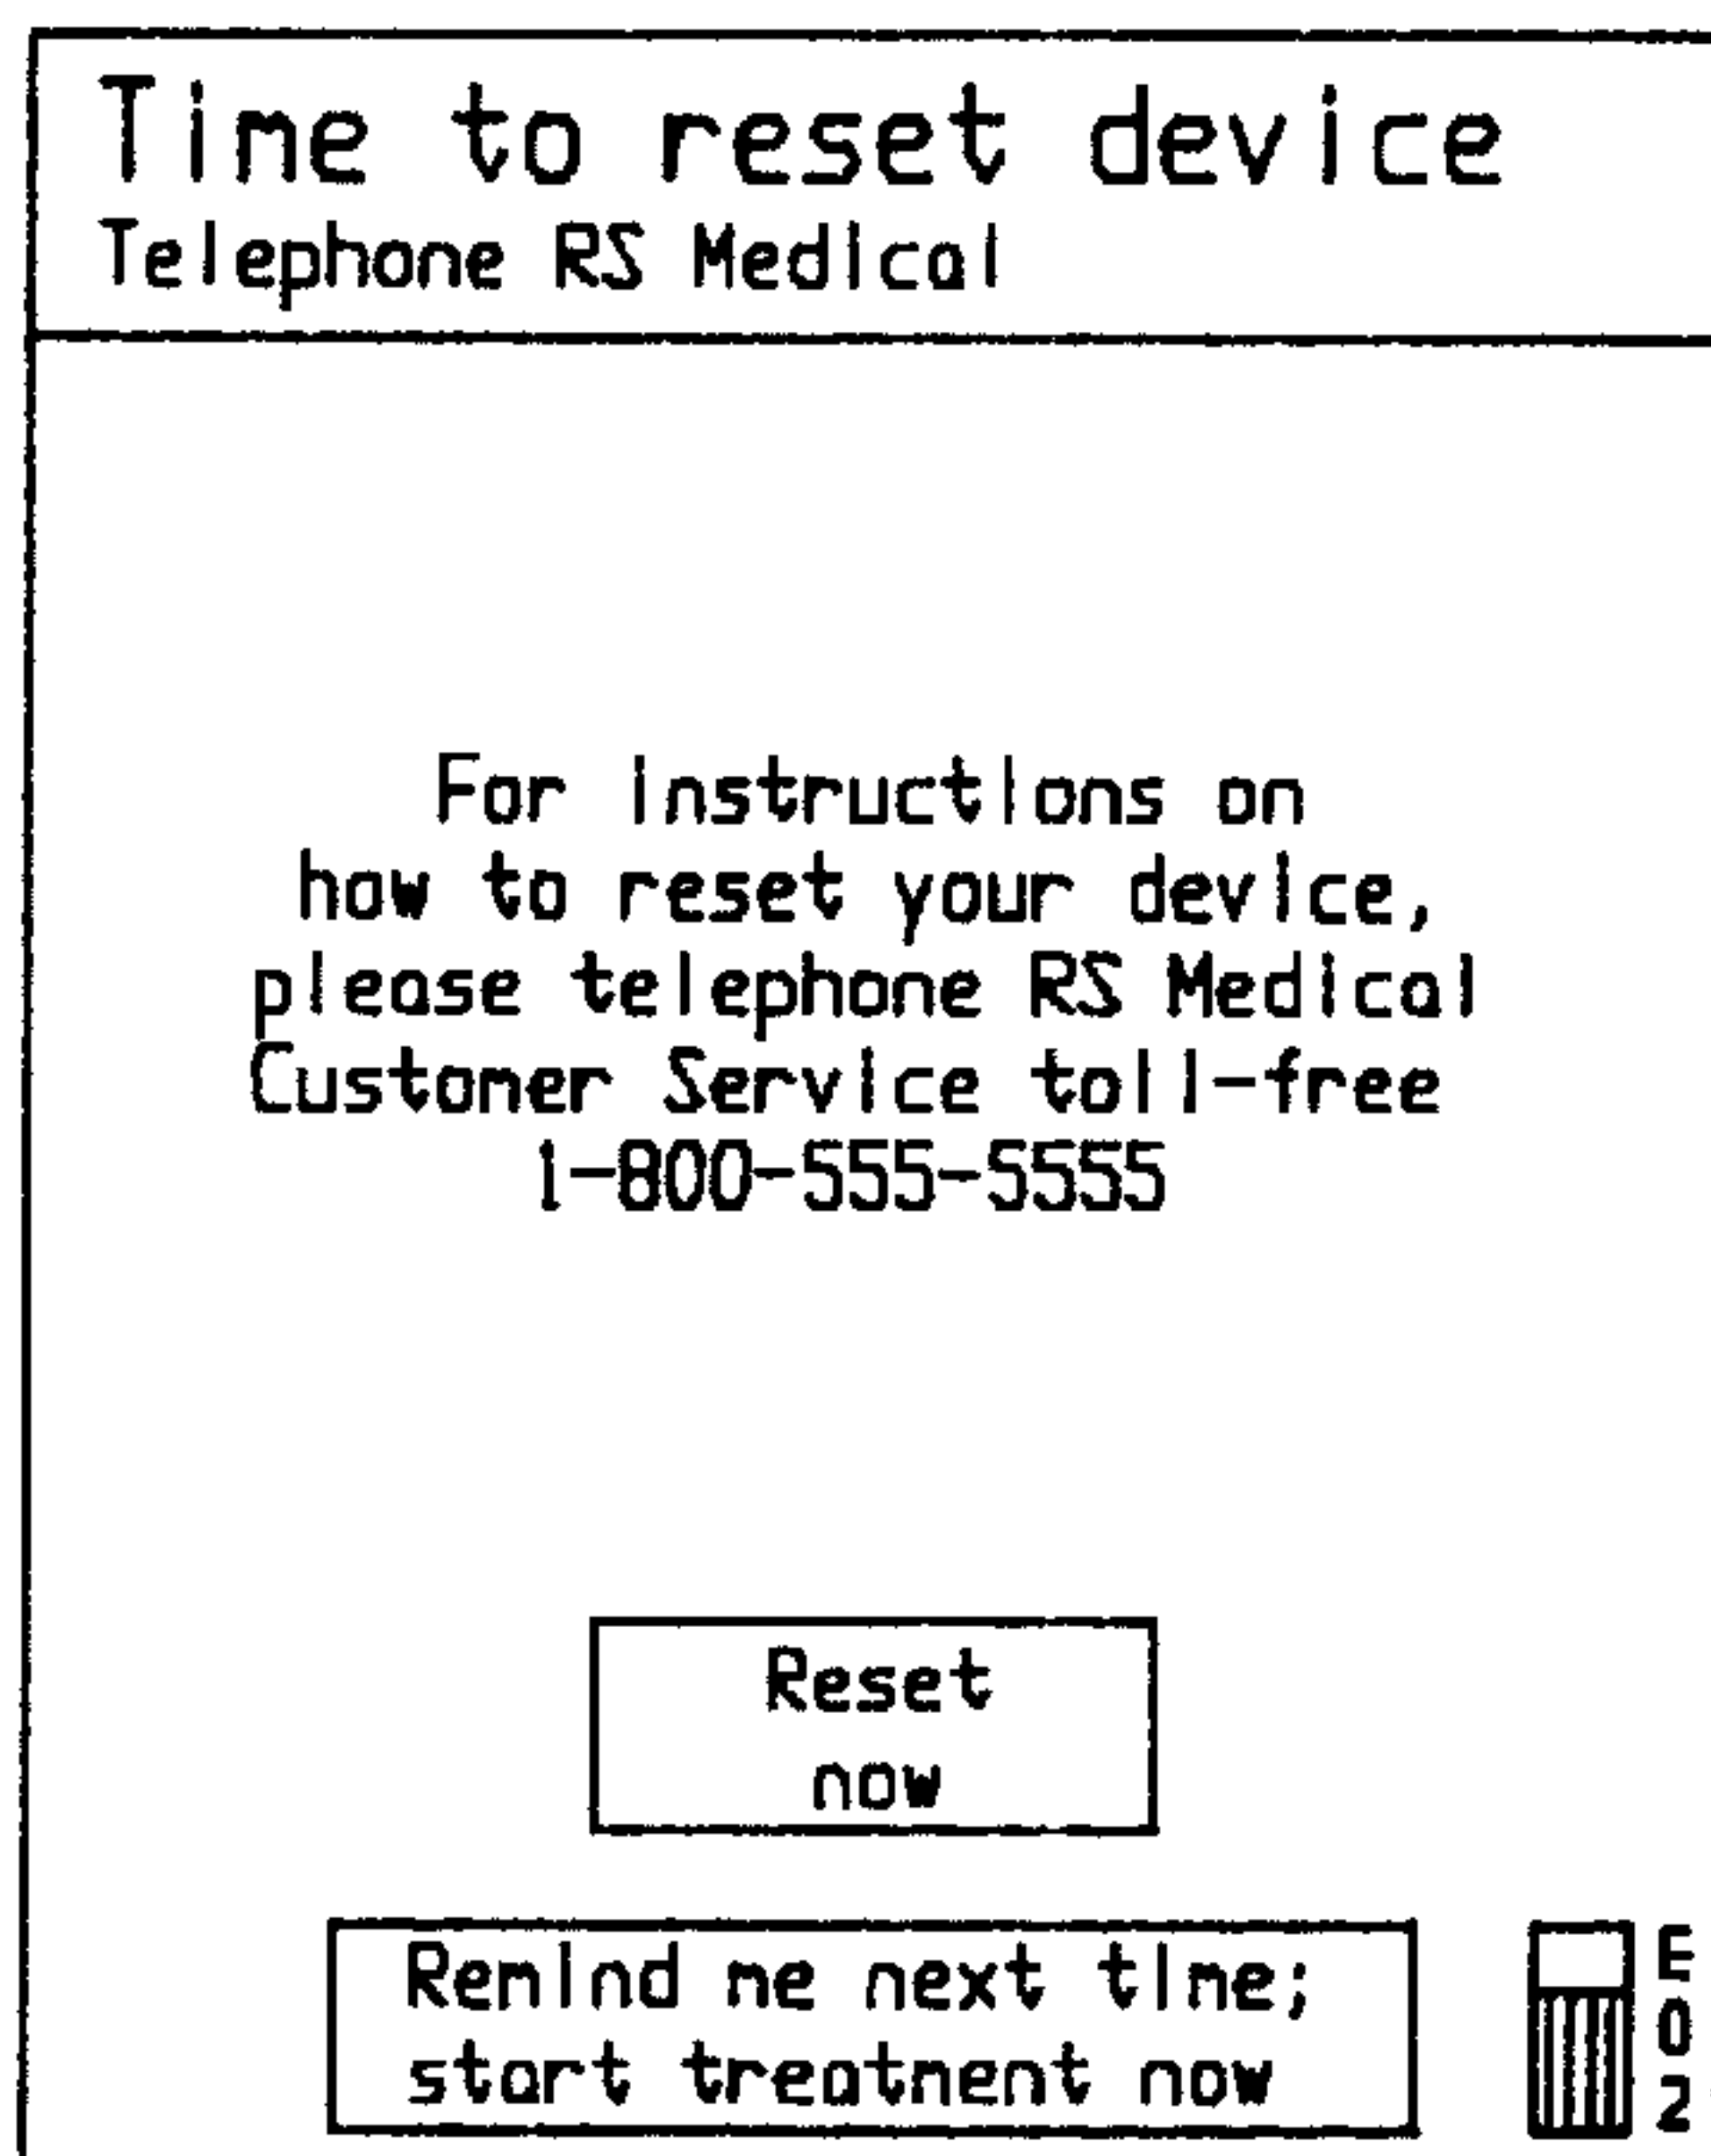 Time to reset device
Telephone RS Medical
For instructions on
how to reset your device,
please telephone RS Medical
Customer Service toll-free
1-800-555-5555
Reset
now
Remind me next time;
start treatment now
E
0
2